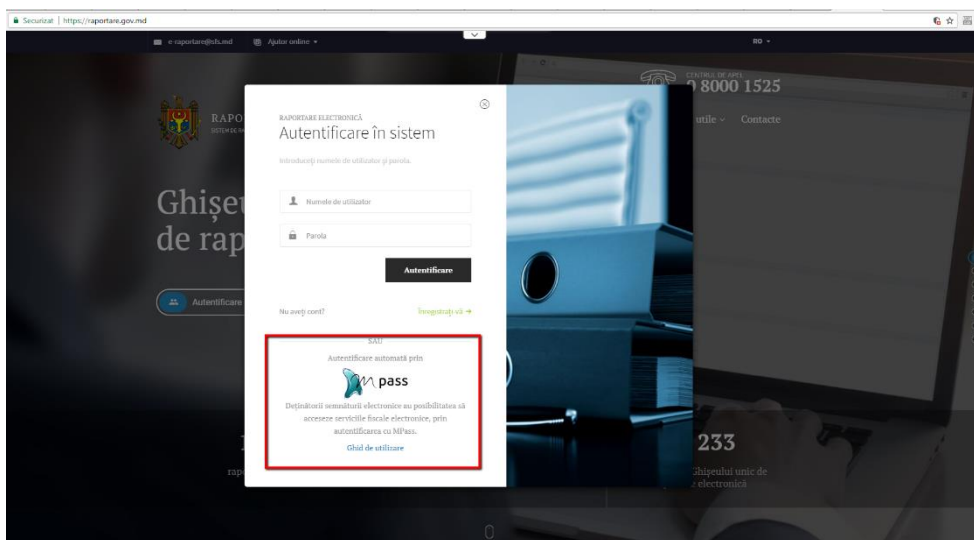 Securizat | https://raportare.gov.md
e-raportare@sfs.md Ajutor online RO
CENTRUL DE APEL
0 8000 1525
RAPO
utile Contacte
Ghișeu
de rap
Autentificare
RAPORTARE ELECTRONICĂ
Autentificare în sistem
Introduceți numele de utilizator și parola.
Numele de utilizator
Parola
Autentificare
Nu aveți cont? Înregistrați-vă →
SAU
Autentificare automată prin
m pass
Deținătorii semnăturii electronice au posibilitatea să
acceseze serviciile fiscale electronice, prin
autentificarea cu MPass.
Ghid de utilizare
233
rapo
Ghișeului unic de
electronică